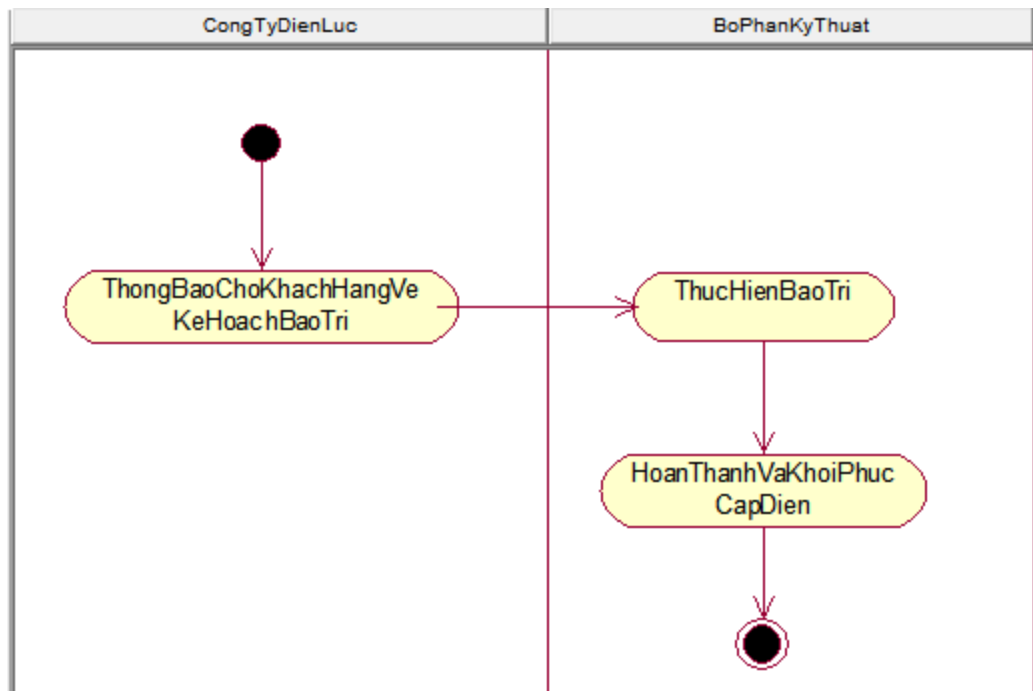 CongTyDienLuc
BoPhanKyThuat
ThongBaoChoKhachHangVe
KeHoachBaoTri
ThucHienBaoTri
HoanThanhVaKhoiPhuc
CapDien